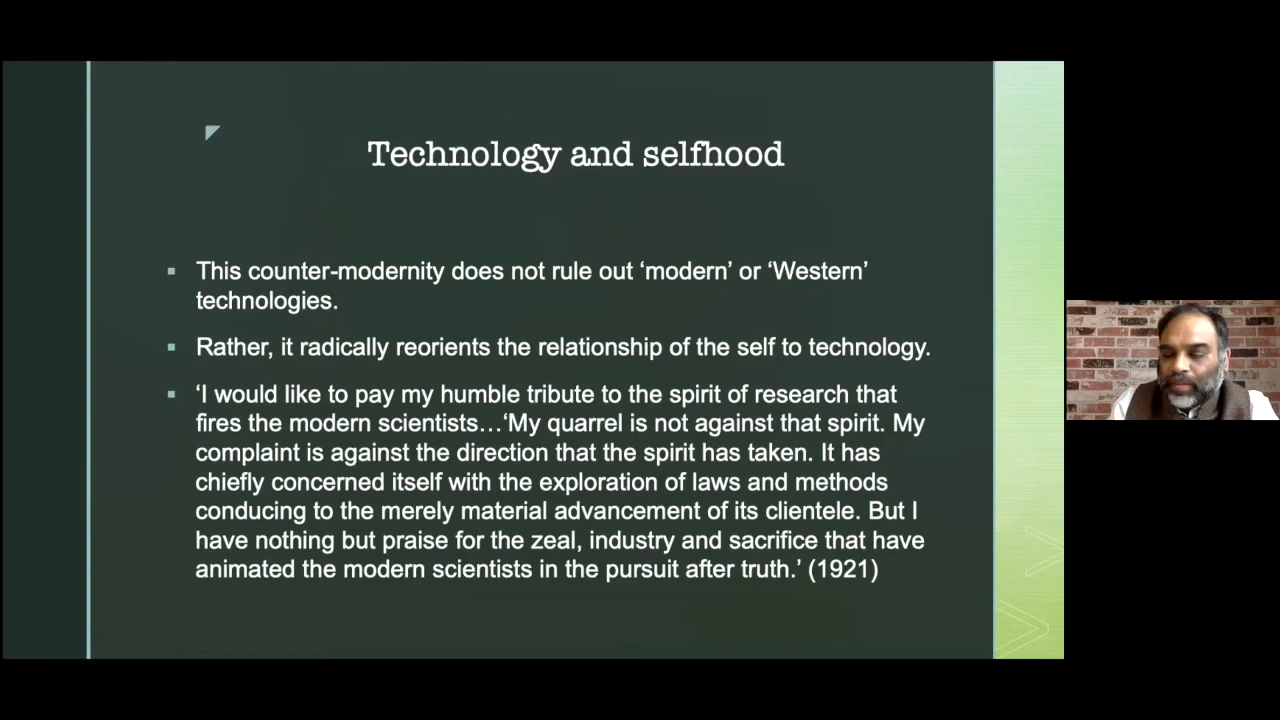 Technology and selfhood
▪ This counter-modernity does not rule out ‘modern’ or ‘Western’
technologies.
▪ Rather, it radically reorients the relationship of the self to technology.
▪ ‘I would like to pay my humble tribute to the spirit of research that
fires the modern scientists…‘My quarrel is not against that spirit. My
complaint is against the direction that the spirit has taken. It has
chiefly concerned itself with the exploration of laws and methods
conducing to the merely material advancement of its clientele. But I
have nothing but praise for the zeal, industry and sacrifice that have
animated the modern scientists in the pursuit after truth.’ (1921)